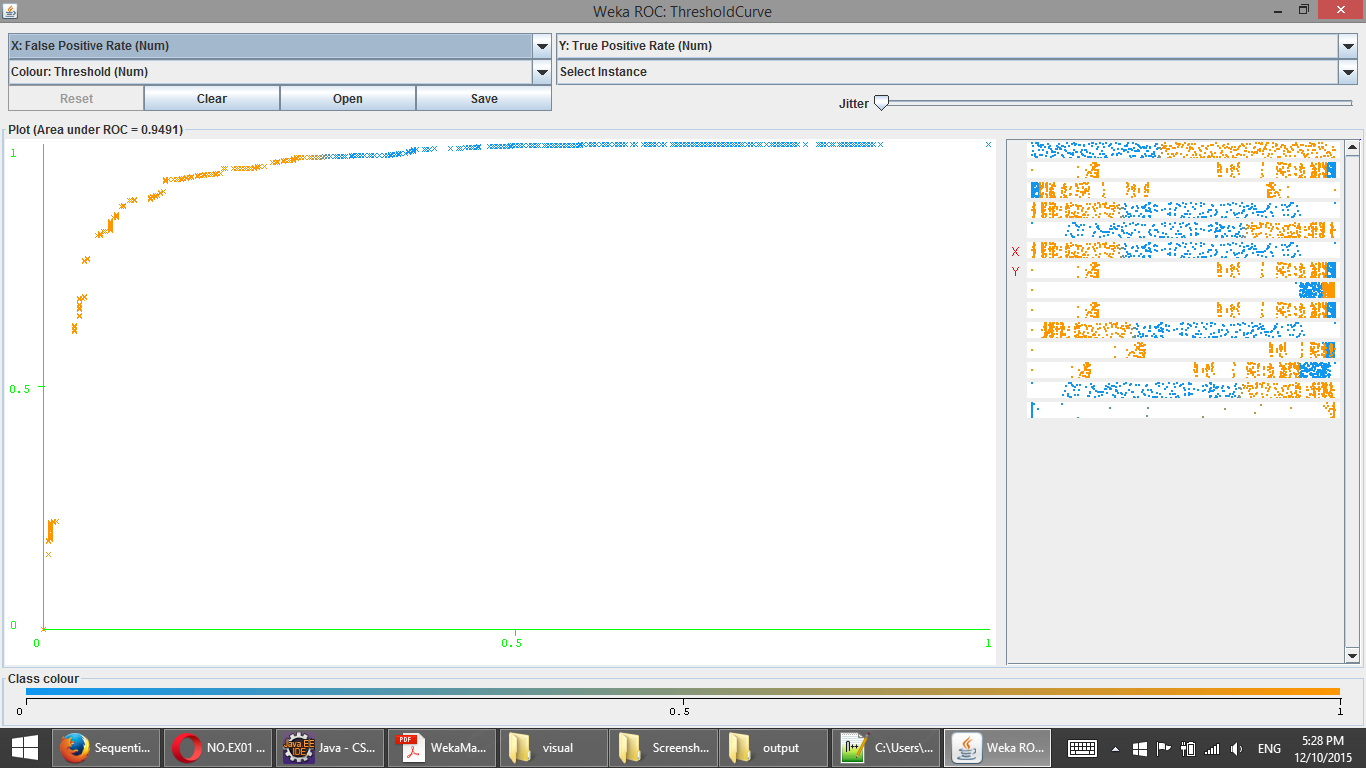 Weka ROC: ThresholdCurve
X: False Positive Rate (Num)
Y: True Positive Rate (Num)
Colour: Threshold (Num)
Select Instance
Reset Clear Open Save
Jitter
Plot (Area under ROC = 0.9491)
1
0.5
0
0 0.5 1
X
Y
Class colour
0 0.5 1
Sequenti...
NO.EX01 ...
Java EE
IDE
Java - CS...
PDF
WekaMa...
visual
Screensh...
output
C:\Users\...
Weka RO...
ENG
5:28 PM
12/10/2015